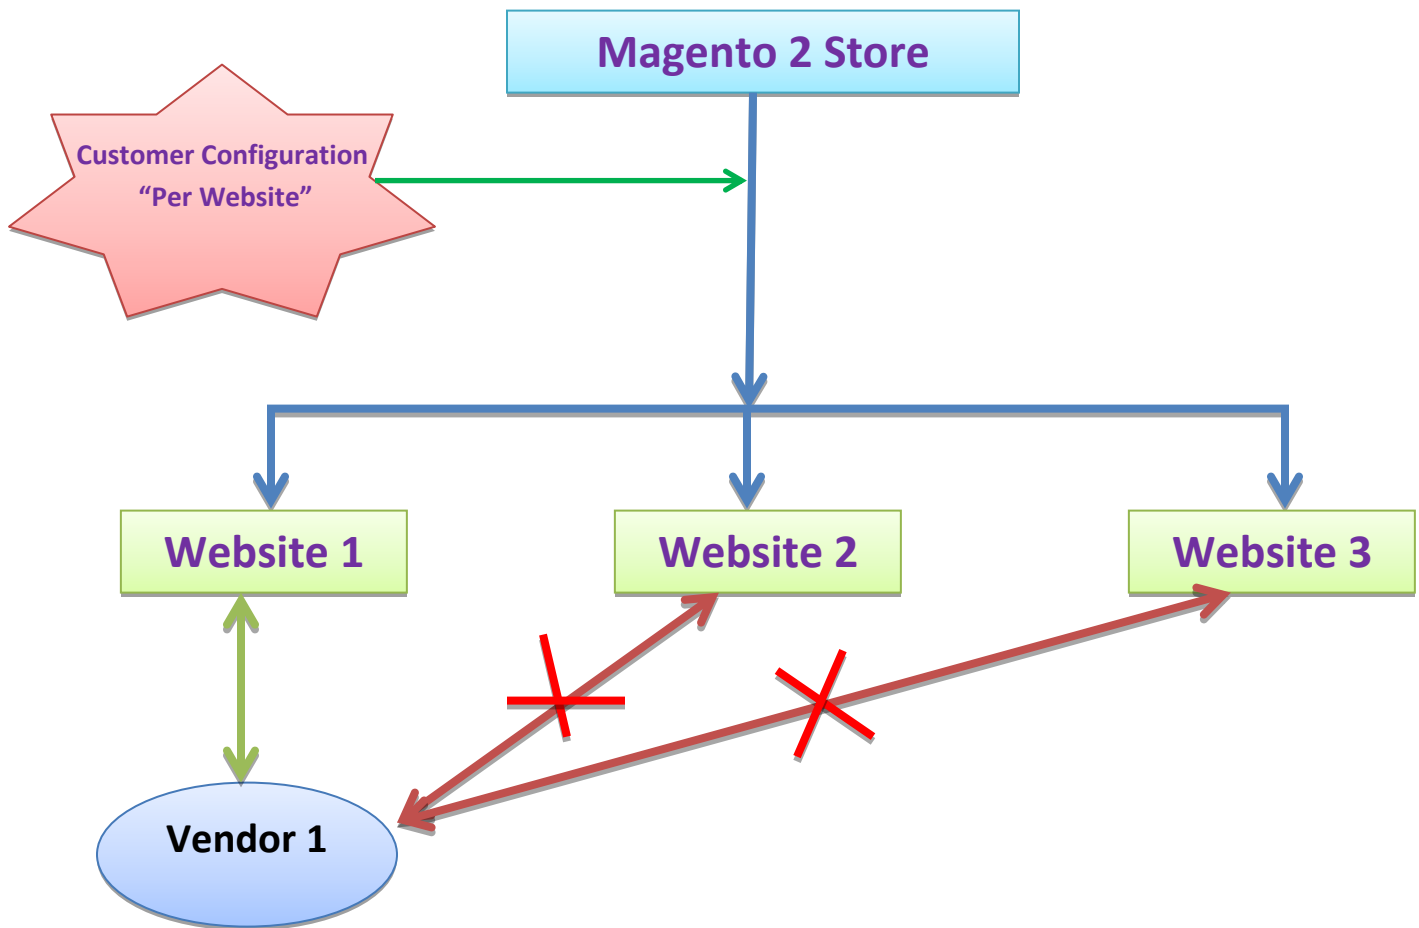 Magento 2 Store
Customer Configuration
“Per Website”
Website 1
Website 2
Website 3
Vendor 1